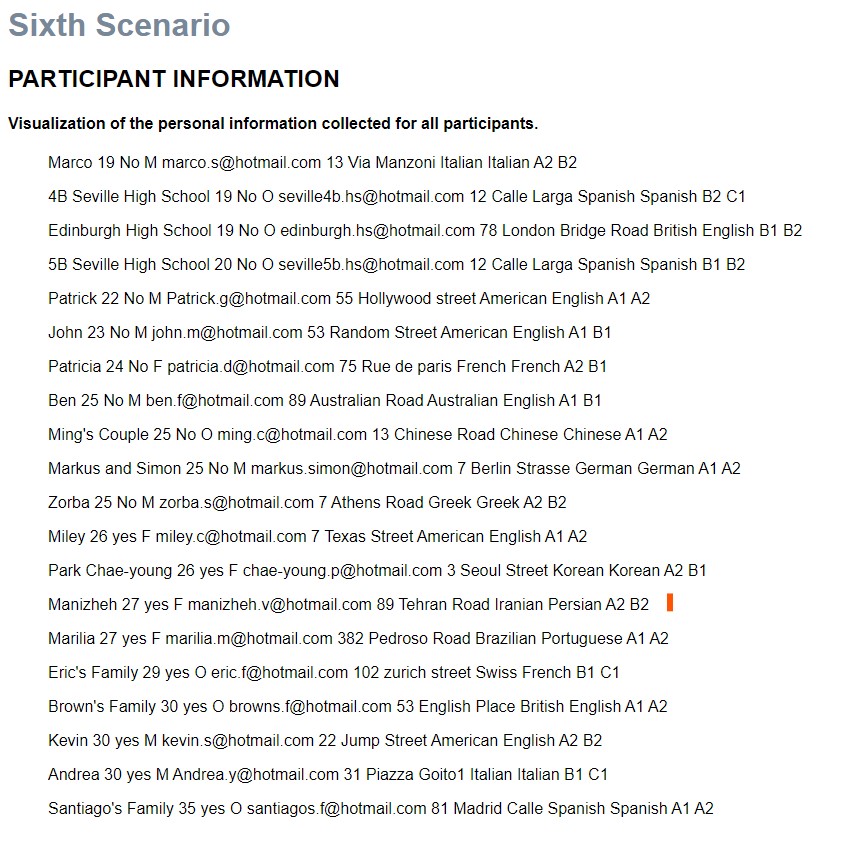 Sixth Scenario
PARTICIPANT INFORMATION
Visualization of the personal information collected for all participants.
Marco 19 No M marco.s@hotmail.com 13 Via Manzoni Italian Italian A2 B2
4B Seville High School 19 No O seville4b.hs@hotmail.com 12 Calle Larga Spanish Spanish B2 C1
Edinburgh High School 19 No O edinburgh.hs@hotmail.com 78 London Bridge Road British English B1 B2
5B Seville High School 20 No O seville5b.hs@hotmail.com 12 Calle Larga Spanish Spanish B1 B2
Patrick 22 No M Patrick.g@hotmail.com 55 Hollywood street American English A1 A2
John 23 No M john.m@hotmail.com 53 Random Street American English A1 B1
Patricia 24 No F patricia.d@hotmail.com 75 Rue de paris French French A2 B1
Ben 25 No M ben.f@hotmail.com 89 Australian Road Australian English A1 B1
Ming's Couple 25 No O ming.c@hotmail.com 13 Chinese Road Chinese Chinese A1 A2
Markus and Simon 25 No M markus.simon@hotmail.com 7 Berlin Strasse German German A1 A2
Zorba 25 No M zorba.s@hotmail.com 7 Athens Road Greek Greek A2 B2
Miley 26 yes F miley.c@hotmail.com 7 Texas Street American English A1 A2
Park Chae-young 26 yes F chae-young.p@hotmail.com 3 Seoul Street Korean Korean A2 B1
Manizheh 27 yes F manizheh.v@hotmail.com 89 Tehran Road Iranian Persian A2 B2
Marilia 27 yes F marilia.m@hotmail.com 382 Pedroso Road Brazilian Portuguese A1 A2
Eric's Family 29 yes O eric.f@hotmail.com 102 zurich street Swiss French B1 C1
Brown's Family 30 yes O browns.f@hotmail.com 53 English Place British English A1 A2
Kevin 30 yes M kevin.s@hotmail.com 22 Jump Street American English A2 B2
Andrea 30 yes M Andrea.y@hotmail.com 31 Piazza Goito1 Italian Italian B1 C1
Santiago's Family 35 yes O santiagos.f@hotmail.com 81 Madrid Calle Spanish Spanish A1 A2